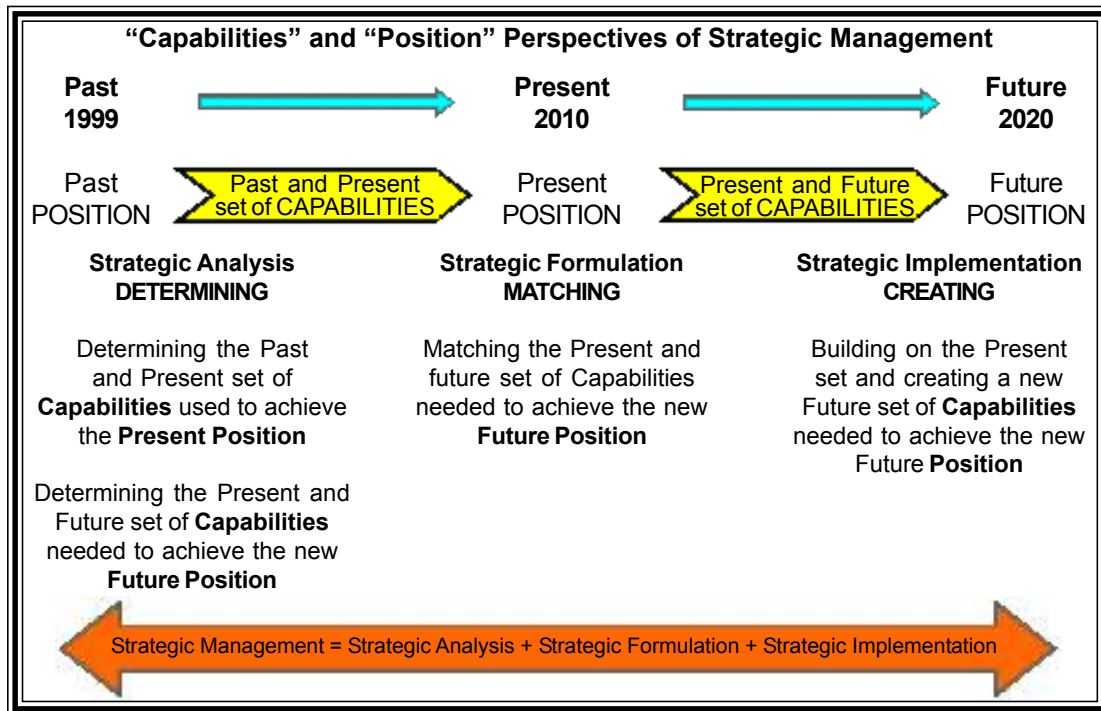 “Capabilities” and “Position” Perspectives of Strategic Management
Past
1999
Present
2010
Future
2020
Past
POSITION
Past and Present
set of CAPABILITIES
Present
POSITION
Present and Future
set of CAPABILITIES
Future
POSITION
Strategic Analysis
DETERMINING
Determining the Past
and Present set of
Capabilities used to achieve
the Present Position
Determining the Present and
Future set of Capabilities
needed to achieve the new
Future Position
Strategic Formulation
MATCHING
Matching the Present and
future set of Capabilities
needed to achieve the new
Future Position
Strategic Implementation
CREATING
Building on the Present
set and creating a new
Future set of Capabilities
needed to achieve the new
Future Position
Strategic Management = Strategic Analysis + Strategic Formulation + Strategic Implementation